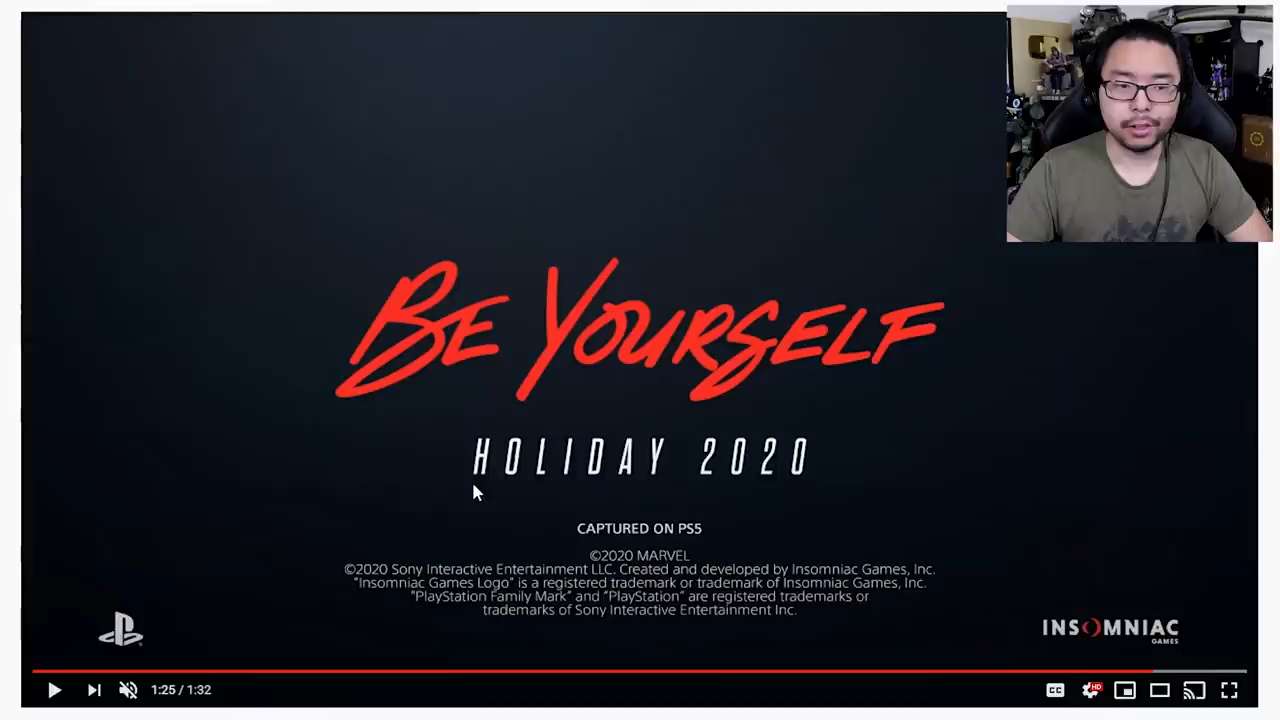 BE YOURSELF
HOLIDAY 2020
CAPTURED ON PS5
©2020 MARVEL
©2020 Sony Interactive Entertainment LLC. Created and developed by Insomniac Games, Inc.
"Insomniac Games Logo" is a registered trademark or trademark of Insomniac Games, Inc.
"PlayStation Family Mark" and "PlayStation" are registered trademarks or
trademarks of Sony Interactive Entertainment Inc.
INSOMNIAC
GAMES
1:25 / 1:32
CC
HD